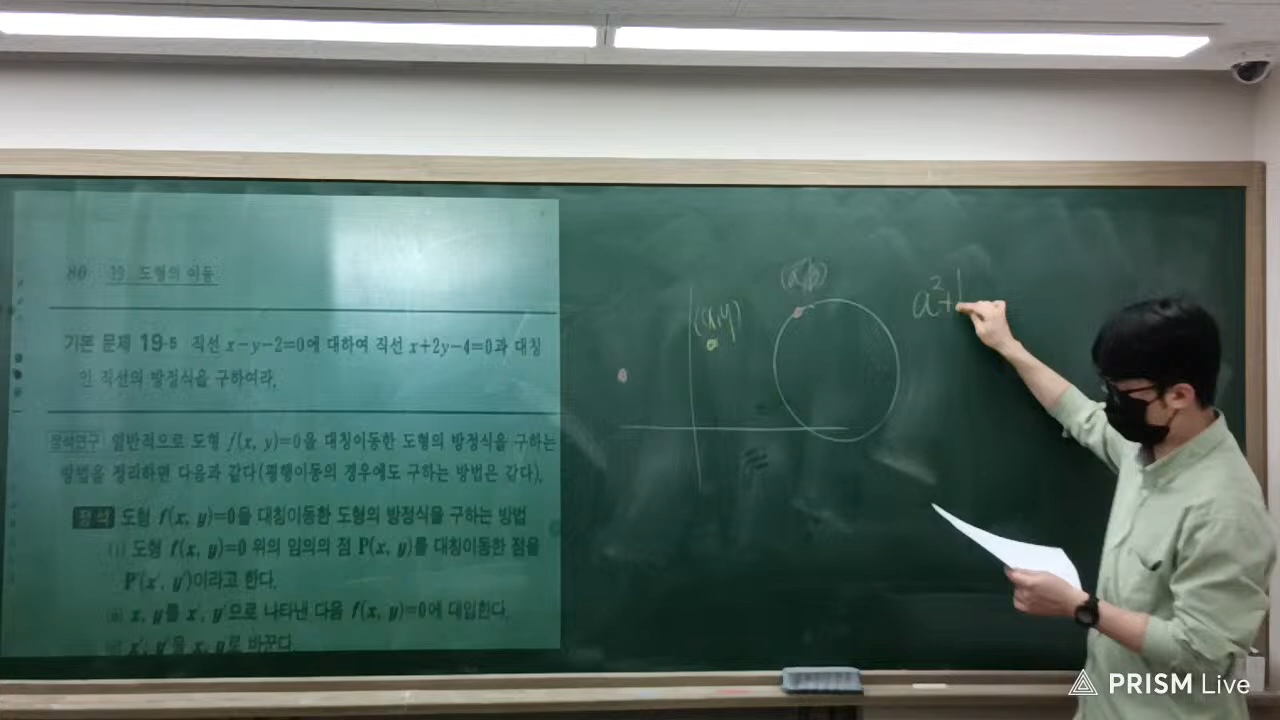 80 19. 도형의 이동
기본 문제 19-5 직선 x-y-2=0에 대하여 직선 x+2y-4=0과 대칭
인 직선의 방정식을 구하여라.
정석연구 일반적으로 도형 f(x, y)=0을 대칭이동한 도형의 방정식을 구하는
방법을 정리하면 다음과 같다(평행이동의 경우에도 구하는 방법은 같다).
정석 도형 f(x, y)=0을 대칭이동한 도형의 방정식을 구하는 방법
(i) 도형 f(x, y)=0 위의 임의의 점 P(x, y)를 대칭이동한 점을
P'(x', y')이라고 한다.
(ii) x, y를 x', y'으로 나타낸 다음 f(x, y)=0에 대입한다.
(iii) x', y'을 x, y로 바꾼다.
(a,b)
(x,y)
a²+
PRISM Live